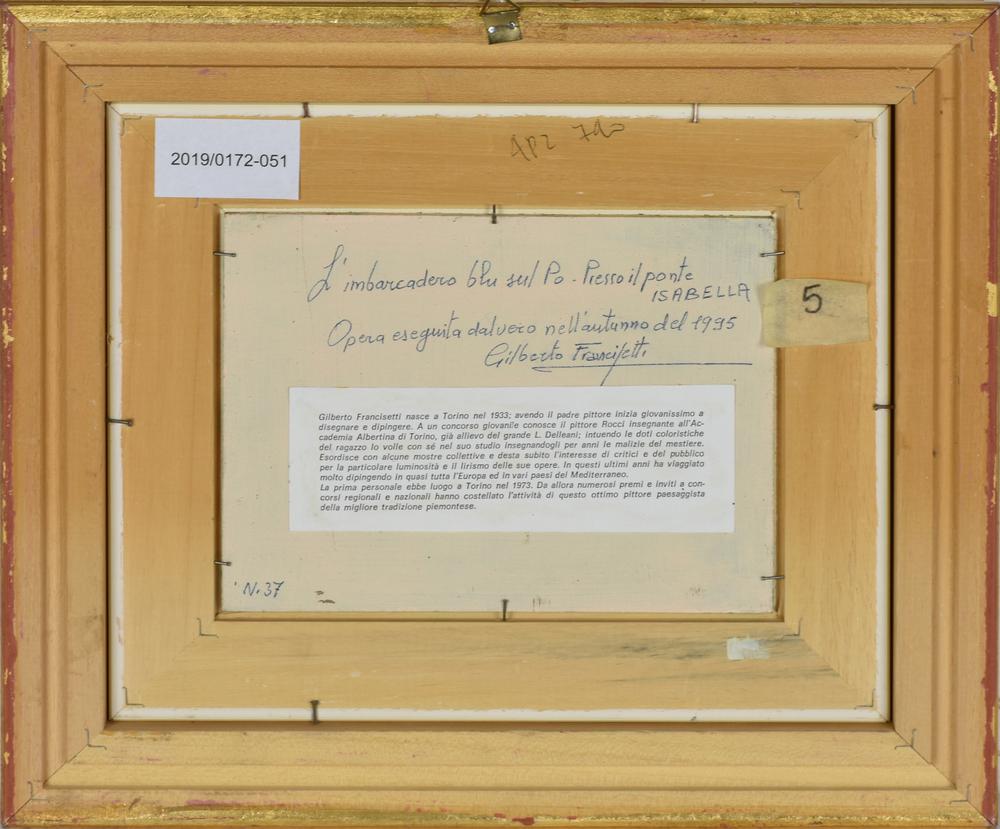 2019/0172-051
L'imbarcadero blu sul Po - Presso il ponte
ISABELLA
5
Opera eseguita dal vero nell'autunno del 1995
Gilberto Francisetti
Gilberto Francisetti nasce a Torino nel 1933; avendo il padre pittore inizia giovanissimo a
disegnare e dipingere. A un concorso giovanile conosce il pittore Rocci insegnante all'Ac-
cademia Albertina di Torino, già allievo del grande L. Delleani; intuendo le doti coloristiche
del ragazzo lo volle con sé nel suo studio insegnandogli per anni le malizie del mestiere.
Esordisce con alcune mostre collettive e desta subito l'interesse di critici e del pubblico
per la particolare luminosità e il lirismo delle sue opere. In questi ultimi anni ha viaggiato
molto dipingendo in quasi tutta l'Europa ed in vari paesi del Mediterraneo.
La prima personale ebbe luogo a Torino nel 1973. Da allora numerosi premi e inviti a con-
corsi regionali e nazionali hanno costellato l'attività di questo ottimo pittore paesaggista
della migliore tradizione piemontese.
N. 37